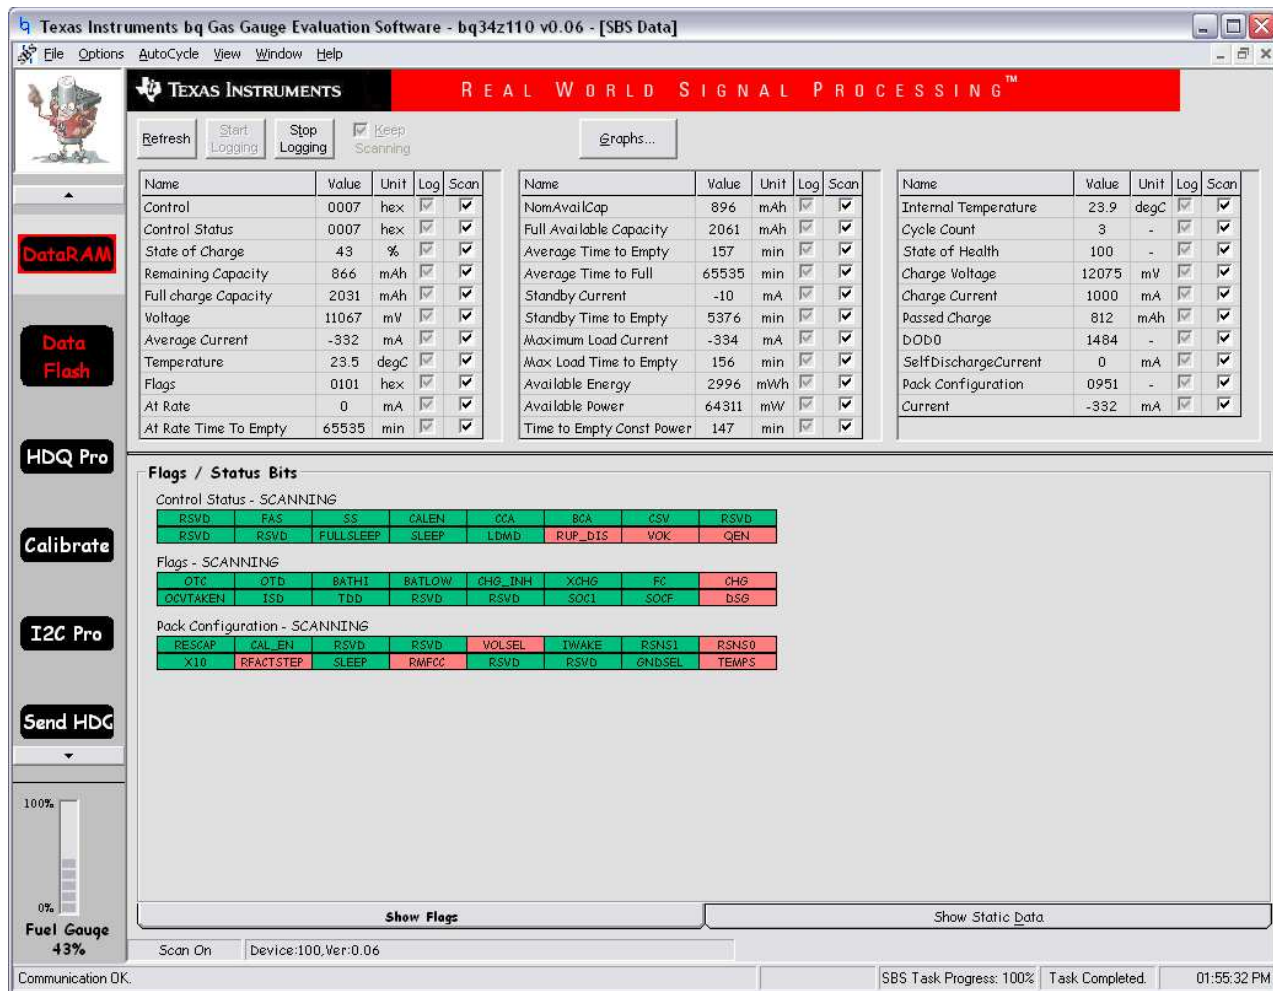 Texas Instruments bq Gas Gauge Evaluation Software - bq34z110 v0.06 - [SBS Data]
File Options AutoCycle View Window Help
TEXAS INSTRUMENTS REAL WORLD SIGNAL PROCESSING™
Refresh Start Logging Stop Logging Keep Scanning Graphs...
Name Value Unit Log Scan Name Value Unit Log Scan Name Value Unit Log Scan
Control 0007 hex NomAvailCap 896 mAh Internal Temperature 23.9 degC
Control Status 0007 hex Full Available Capacity 2061 mAh Cycle Count 3 -
State of Charge 43 % Average Time to Empty 157 min State of Health 100 -
Remaining Capacity 866 mAh Average Time to Full 65535 min Charge Voltage 12075 mV
Full charge Capacity 2031 mAh Standby Current -10 mA Charge Current 1000 mA
Voltage 11067 mV Standby Time to Empty 5376 min Passed Charge 812 mAh
Average Current -332 mA Maximum Load Current -334 mA DOD0 1484 -
Temperature 23.5 degC Max Load Time to Empty 156 min SelfDischargeCurrent 0 mA
Flags 0101 hex Available Energy 2996 mWh Pack Configuration 0951 -
At Rate 0 mA Available Power 64311 mW Current -332 mA
At Rate Time To Empty 65535 min Time to Empty Const Power 147 min
DataRAM
Data Flash
HDQ Pro
Calibrate
I2C Pro
Send HDG
Flags / Status Bits
Control Status - SCANNING
RSVD FAS SS CALEN CCA BCA CSV RSVD
RSVD RSVD FULLSLEEP SLEEP LDMD RUP_DIS VOK QEN
Flags - SCANNING
OTC OTD BATHI BATLOW CHG_INH XCHG FC CHG
OCVTAKEN ISD TDD RSVD RSVD SOC1 SOCF DSG
Pack Configuration - SCANNING
RESCAP CAL_EN RSVD RSVD VOLSEL IWAKE RSNS1 RSNS0
X10 RFACTSTEP SLEEP RMFCC RSVD RSVD GNDSEL TEMPS
100%
0%
Fuel Gauge
43%
Show Flags Show Static Data
Scan On Device:100,Ver:0.06
Communication OK. SBS Task Progress: 100% Task Completed. 01:55:32 PM